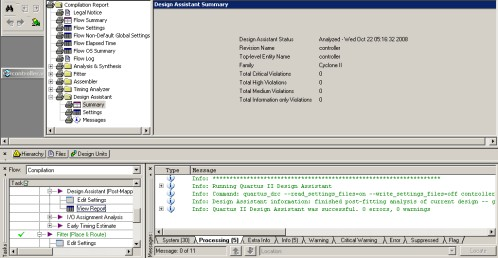 Compilation Report
Legal Notice
Flow Summary
Flow Settings
Flow Non-Default Global Settings
Flow Elapsed Time
Flow OS Summary
Flow Log
Analysis & Synthesis
Fitter
Assembler
Timing Analyzer
Design Assistant
Summary
Settings
Messages
Design Assistant Summary
Design Assistant Status Analyzed - Wed Oct 22 05:16:32 2008
Revision Name controller
Top-level Entity Name controller
Family Cyclone II
Total Critical Violations 0
Total High Violations 0
Total Medium Violations 0
Total Information only Violations 0
Hierarchy Files Design Units
Flow: Compilation
Task
Design Assistant (Post-Mapp
Edit Settings
View Report
I/O Assignment Analysis
Early Timing Estimate
Fitter (Place & Route)
Edit Settings
Type Message
Info: *******************************************************************
Info: Running Quartus II Design Assistant
Info: Command: quartus_drc --read_settings_files=on --write_settings_files=off controller
Info: Design Assistant information: finished post-fitting analysis of current design -- g
Info: Quartus II Design Assistant was successful. 0 errors, 0 warnings
System (30) Processing (5) Extra Info Info (5) Warning Critical Warning Error Suppressed Flag
Message: 0 of 11
Location:
Locate
Messages
Tasks